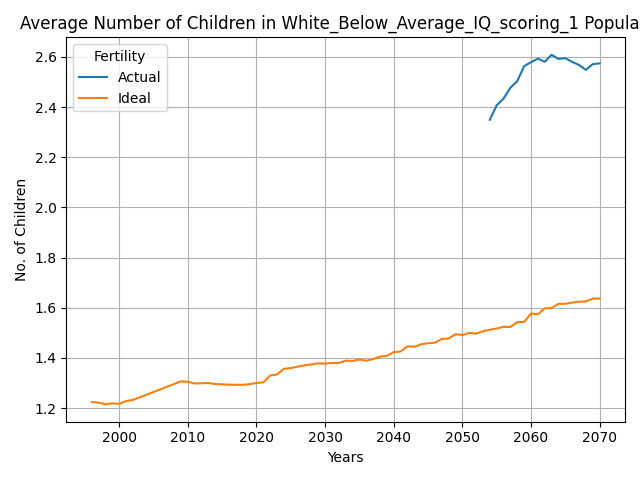 Average Number of Children in White_Below_Average_IQ_scoring_1 Popula
Fertility
Actual
Ideal
No. of Children
2.6
2.4
2.2
2.0
1.8
1.6
1.4
1.2
2000 2010 2020 2030 2040 2050 2060 2070
Years